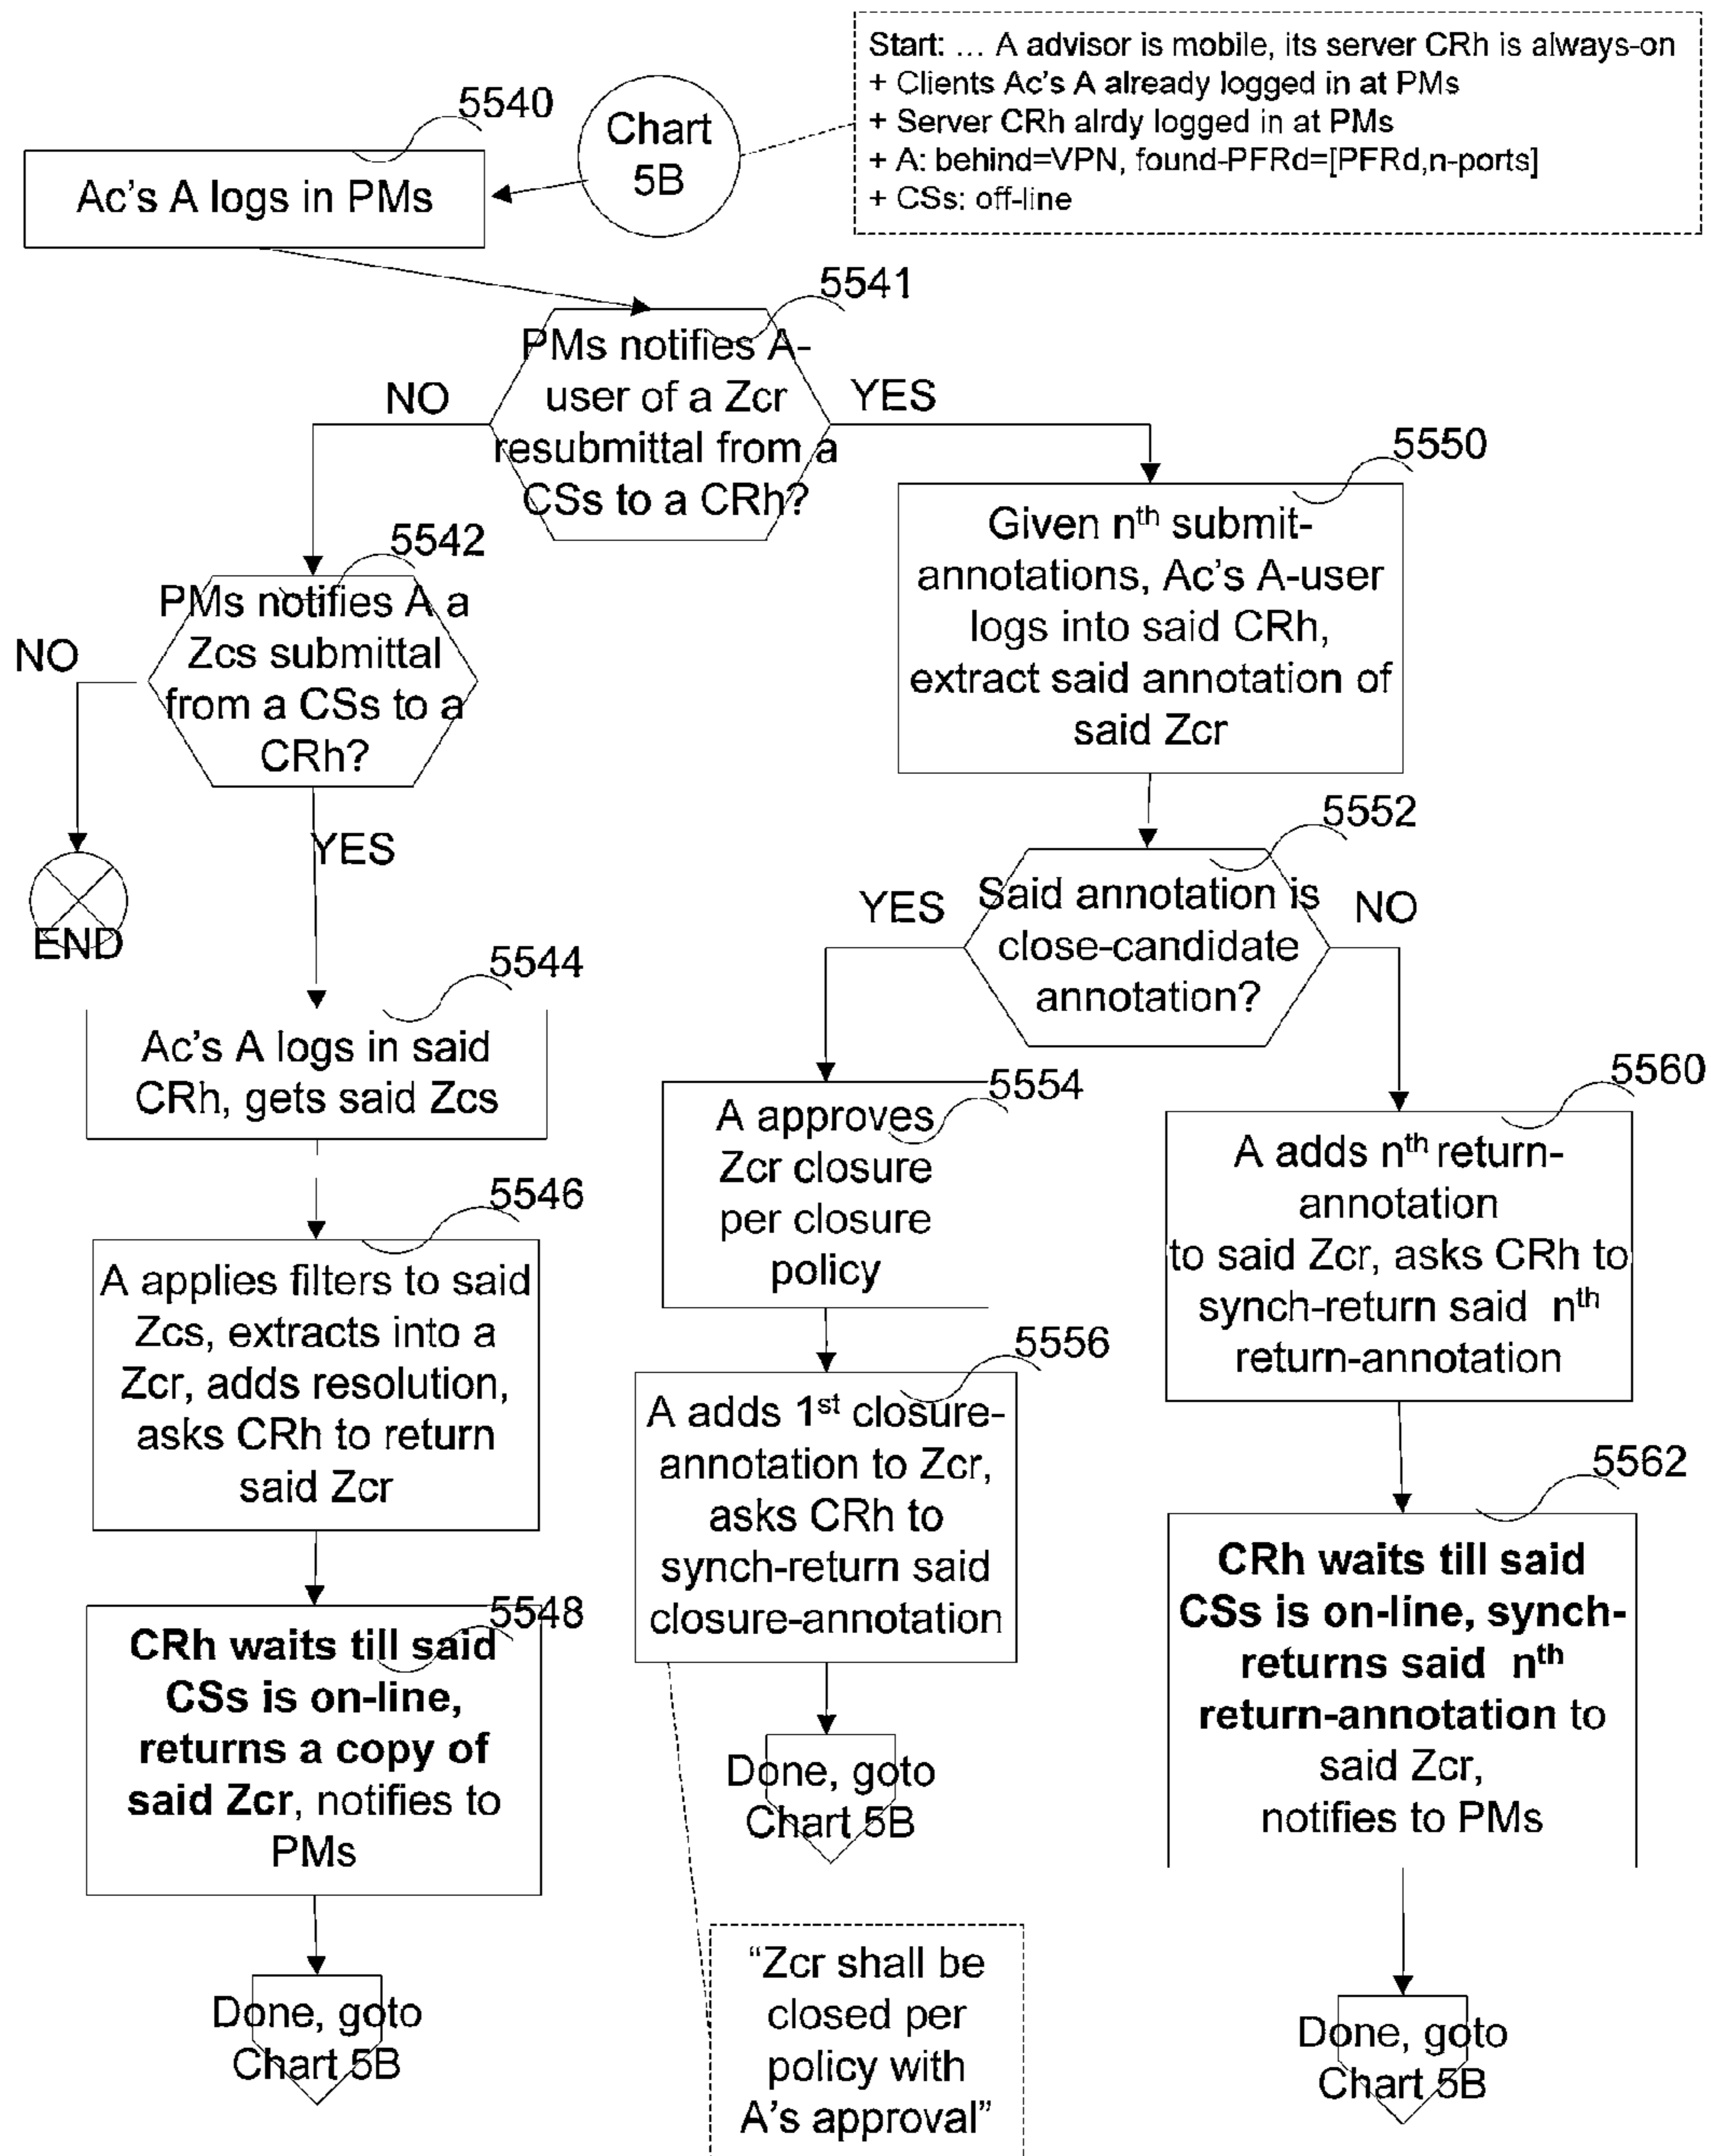 Start: ... A advisor is mobile, its server CRh is always-on
+ Clients Ac's A already logged in at PMs
+ Server CRh alrdy logged in at PMs
+ A: behind=VPN, found-PFRd=[PFRd,n-ports]
+ CSs: off-line
Chart
5B
5540
Ac's A logs in PMs
5541
PMs notifies A-
user of a Zcr
resubmittal from a
CSs to a CRh?
NO
YES
5542
PMs notifies A a
Zcs submittal
from a CSs to a
CRh?
NO
END
YES
5544
Ac's A logs in said
CRh, gets said Zcs
5546
A applies filters to said
Zcs, extracts into a
Zcr, adds resolution,
asks CRh to return
said Zcr
5548
CRh waits till said
CSs is on-line,
returns a copy of
said Zcr, notifies to
PMs
Done, goto
Chart 5B
5550
Given nth submit-
annotations, Ac's A-user
logs into said CRh,
extract said annotation of
said Zcr
5552
Said annotation is
close-candidate
annotation?
YES
NO
5554
A approves
Zcr closure
per closure
policy
5556
A adds 1st closure-
annotation to Zcr,
asks CRh to
synch-return said
closure-annotation
Done, goto
Chart 5B
"Zcr shall be
closed per
policy with
A's approval"
5560
A adds nth return-
annotation
to said Zcr, asks CRh to
synch-return said nth
return-annotation
5562
CRh waits till said
CSs is on-line, synch-
returns said nth
return-annotation to
said Zcr,
notifies to PMs
Done, goto
Chart 5B